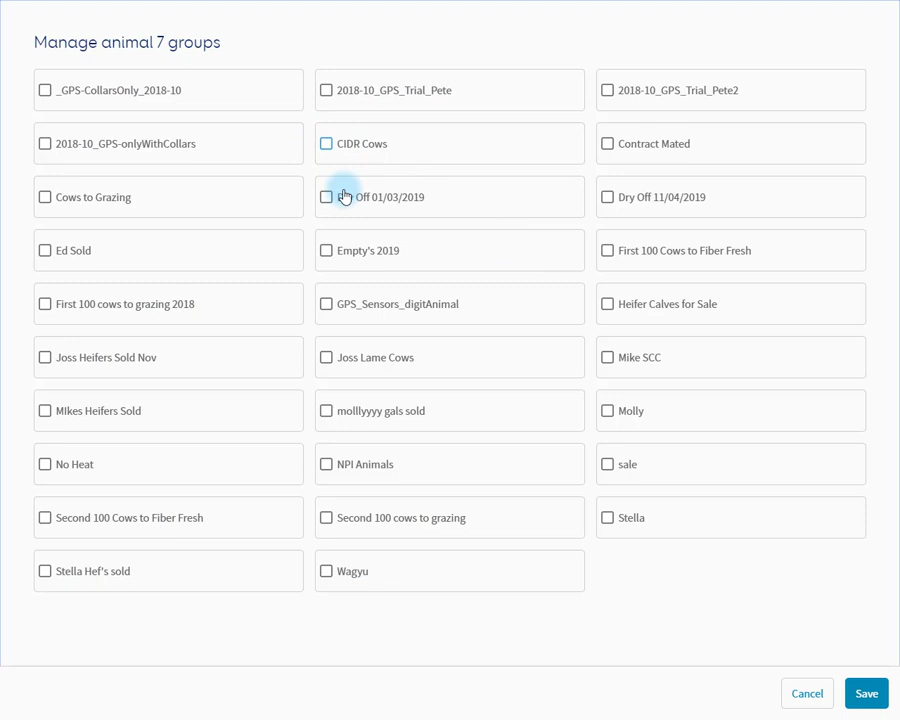 Manage animal 7 groups
_GPS-CollarsOnly_2018-10
2018-10_GPS_Trial_Pete
2018-10_GPS_Trial_Pete2
2018-10_GPS-onlyWithCollars
CIDR Cows
Contract Mated
Cows to Grazing
Off 01/03/2019
Dry Off 11/04/2019
Ed Sold
Empty's 2019
First 100 Cows to Fiber Fresh
First 100 cows to grazing 2018
GPS_Sensors_digitAnimal
Heifer Calves for Sale
Joss Heifers Sold Nov
Joss Lame Cows
Mike SCC
MIkes Heifers Sold
molllyyyy gals sold
Molly
No Heat
NPI Animals
sale
Second 100 Cows to Fiber Fresh
Second 100 cows to grazing
Stella
Stella Hef's sold
Wagyu
Cancel
Save